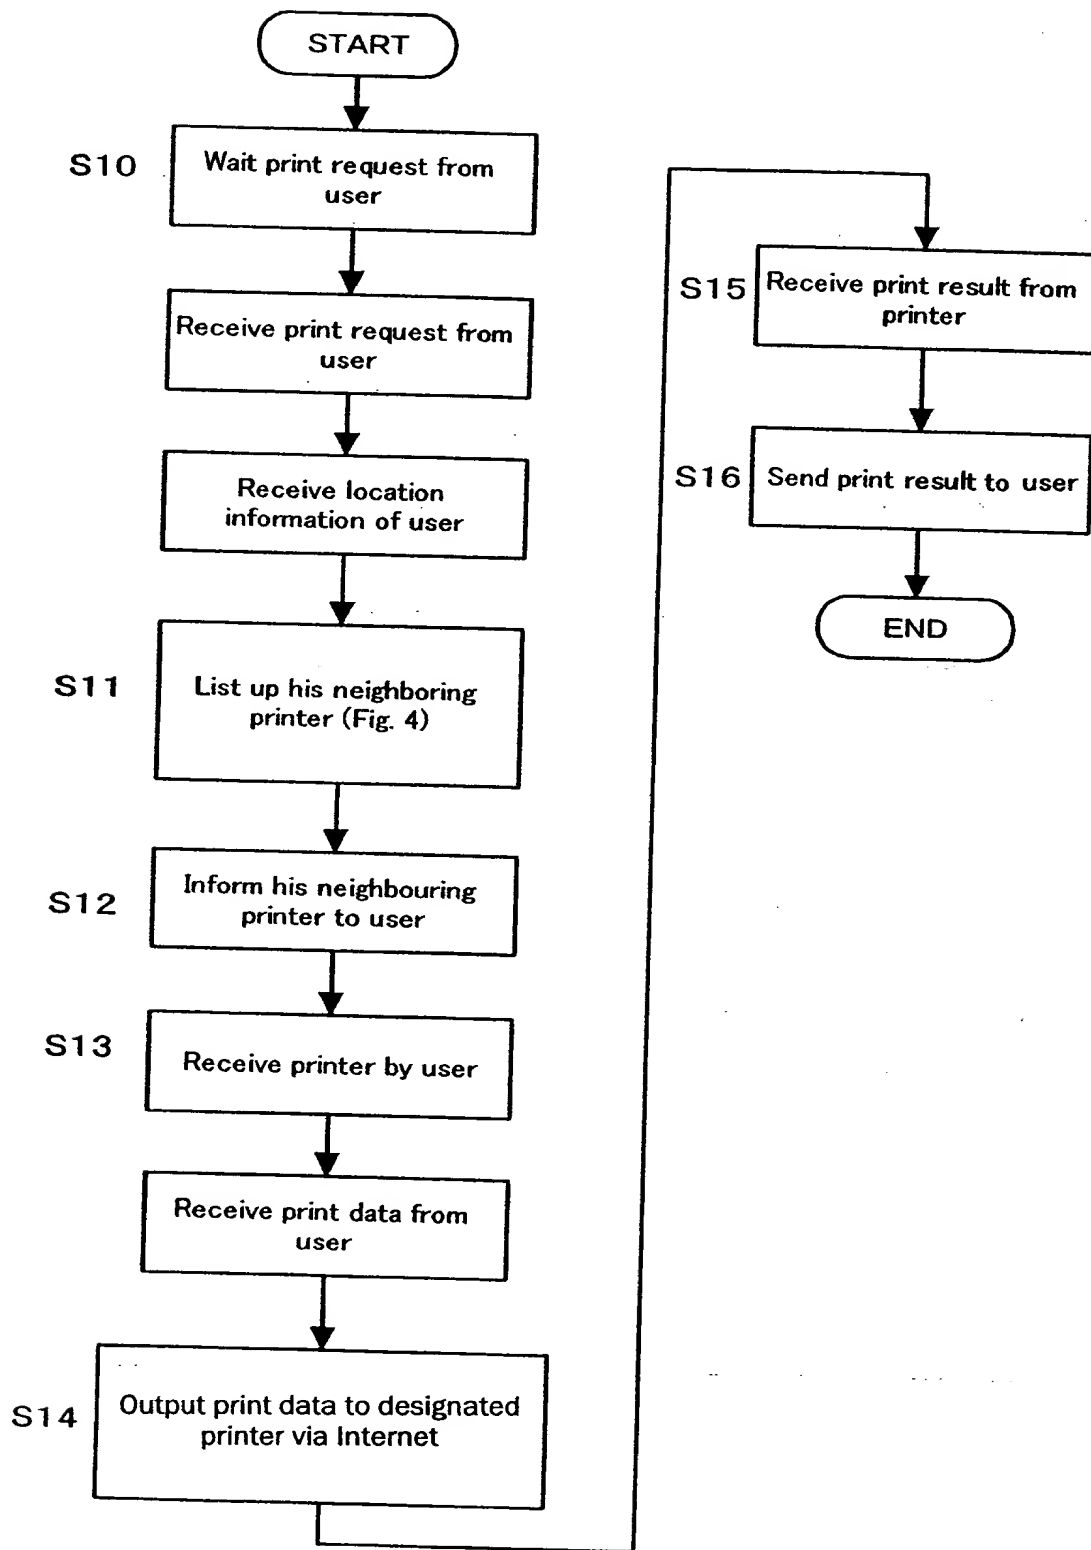 START
S10
Wait print request from
user
Receive print request from
user
Receive location
information of user
S11
List up his neighboring
printer (Fig. 4)
S12
Inform his neighbouring
printer to user
S13
Receive printer by user
Receive print data from
user
S14
Output print data to designated
printer via Internet
S15
Receive print result from
printer
S16
Send print result to user
END